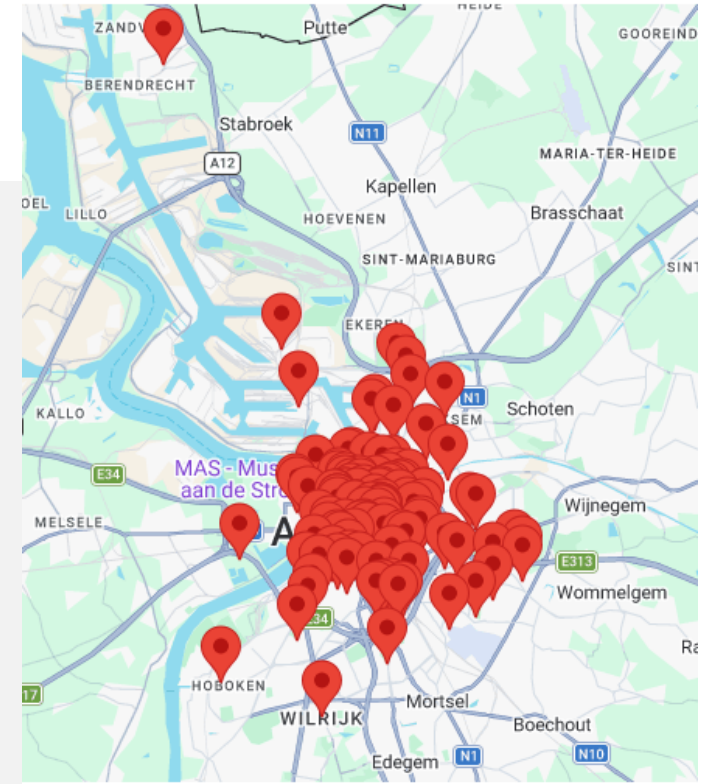 ZANDV
Putte
GOOREIND
BERENDRECHT
Stabroek
N11
A12
MARIA-TER-HEIDE
Kapellen
OEL
LILLO
HOEVENEN
Brasschaat
SINT-MARIABURG
SINT
EKEREN
N1
KALLO
SEM
Schoten
MAS - Mus
aan de Str
E34
Wijnegem
MELSELE
A
E313
Wommelgem
E34
HOBOKEN
17
Mortsel
WILRIJK
Boechout
Edegem
N1
N10